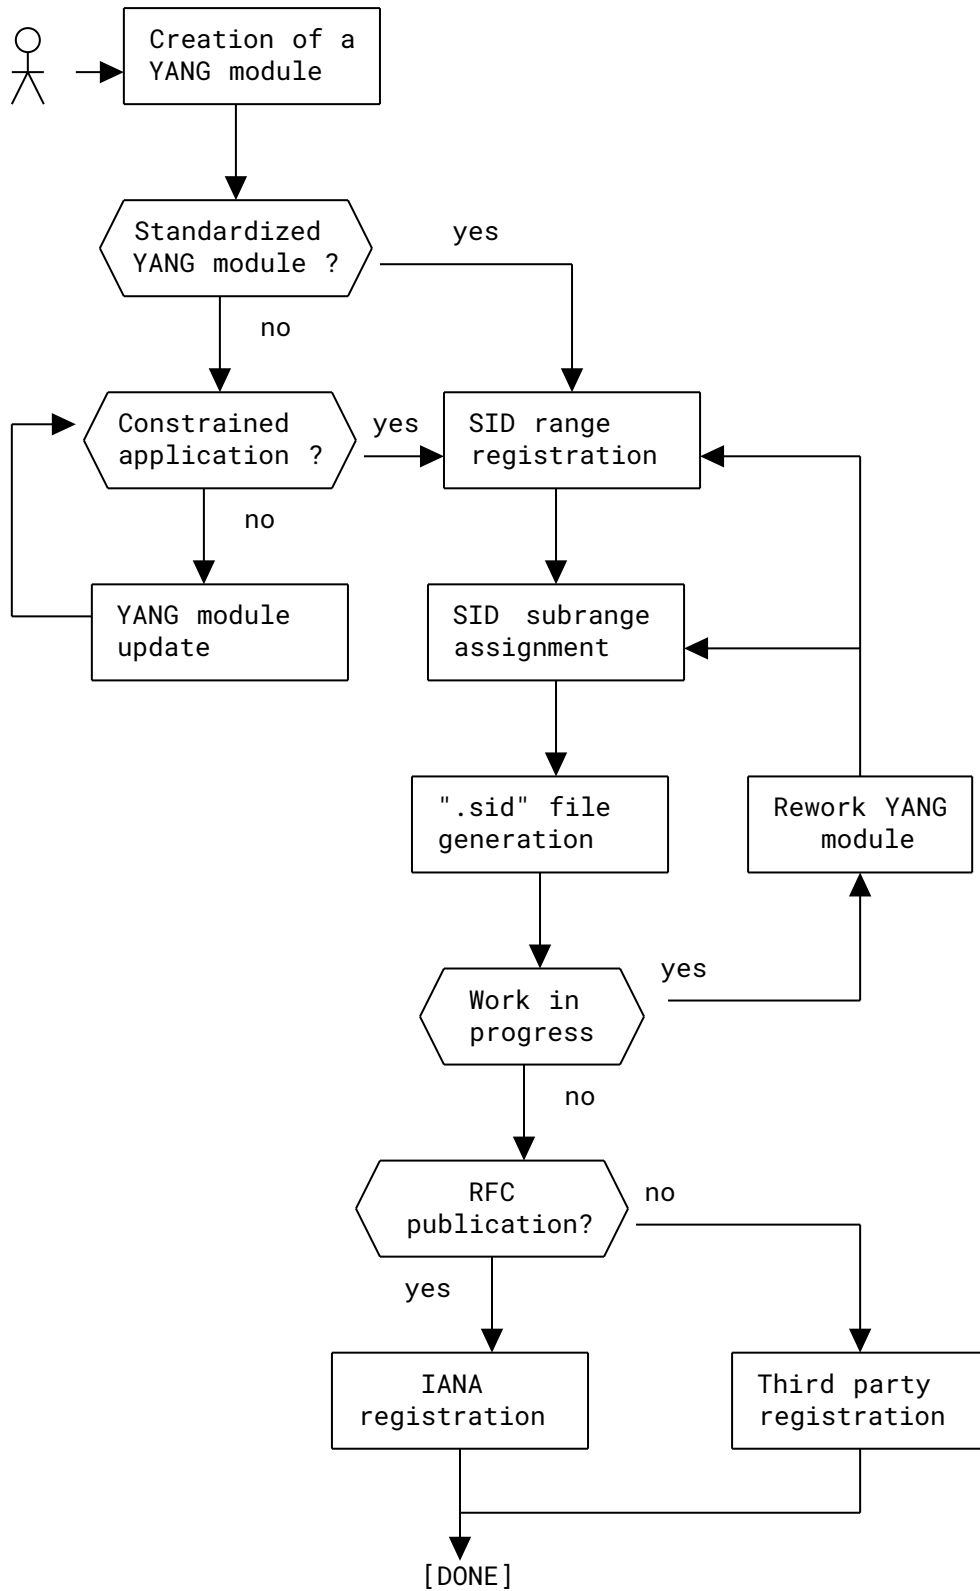 Creation of a
YANG module
Standardized
YANG module ?
yes
no
Constrained
application ?
yes
SID range
registration
no
YANG module
update
SID subrange
assignment
".sid" file
generation
Rework YANG
module
Work in
progress
yes
no
RFC
publication?
no
yes
IANA
registration
Third party
registration
[DONE]